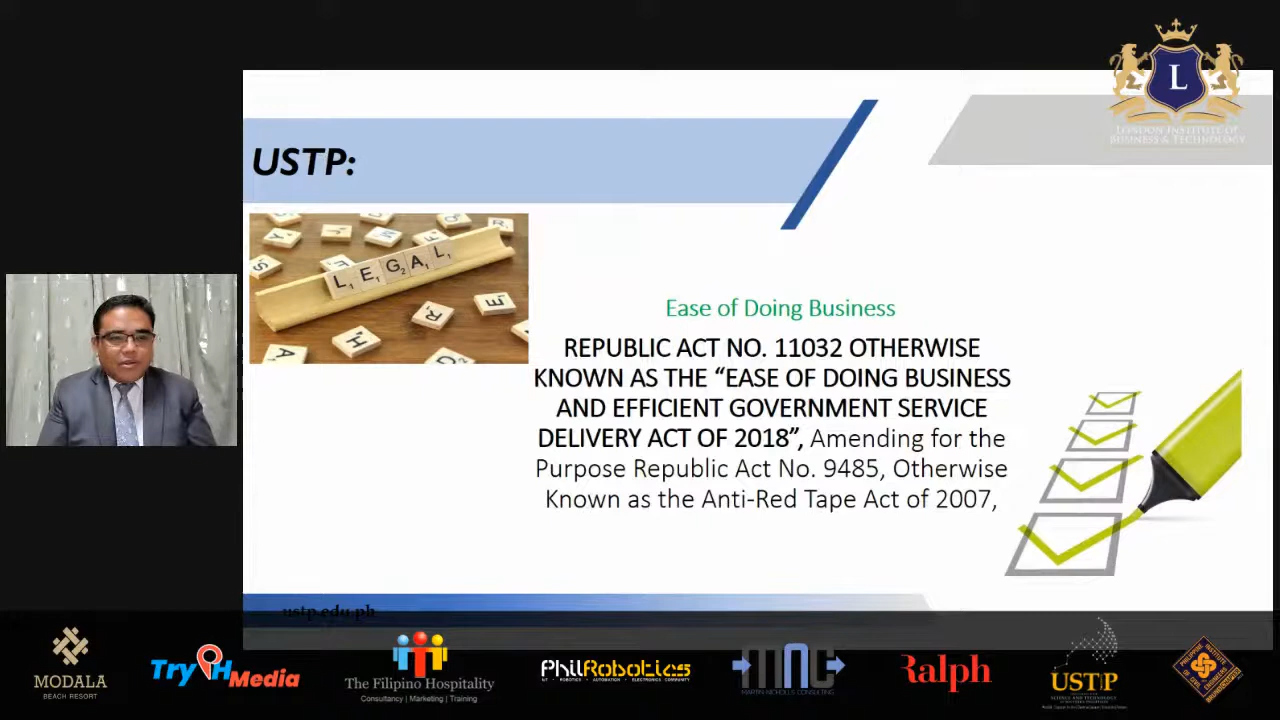 L
LONDON INSTITUTE OF
BUSINESS & TECHNOLOGY
USTP:
LEGAL
Ease of Doing Business
REPUBLIC ACT NO. 11032 OTHERWISE
KNOWN AS THE “EASE OF DOING BUSINESS
AND EFFICIENT GOVERNMENT SERVICE
DELIVERY ACT OF 2018”, Amending for the
Purpose Republic Act No. 9485, Otherwise
Known as the Anti-Red Tape Act of 2007,
ustp.edu.ph
MODALA
BEACH RESORT
TryPH Media
The Filipino Hospitality
Consultancy | Marketing | Training
PhilRobotics
IoT - ROBOTICS - AUTOMATION - ELECTRONICS COMMUNITY
MNC
MARTIN NICHOLLS CONSULTING
Ralph
USTP